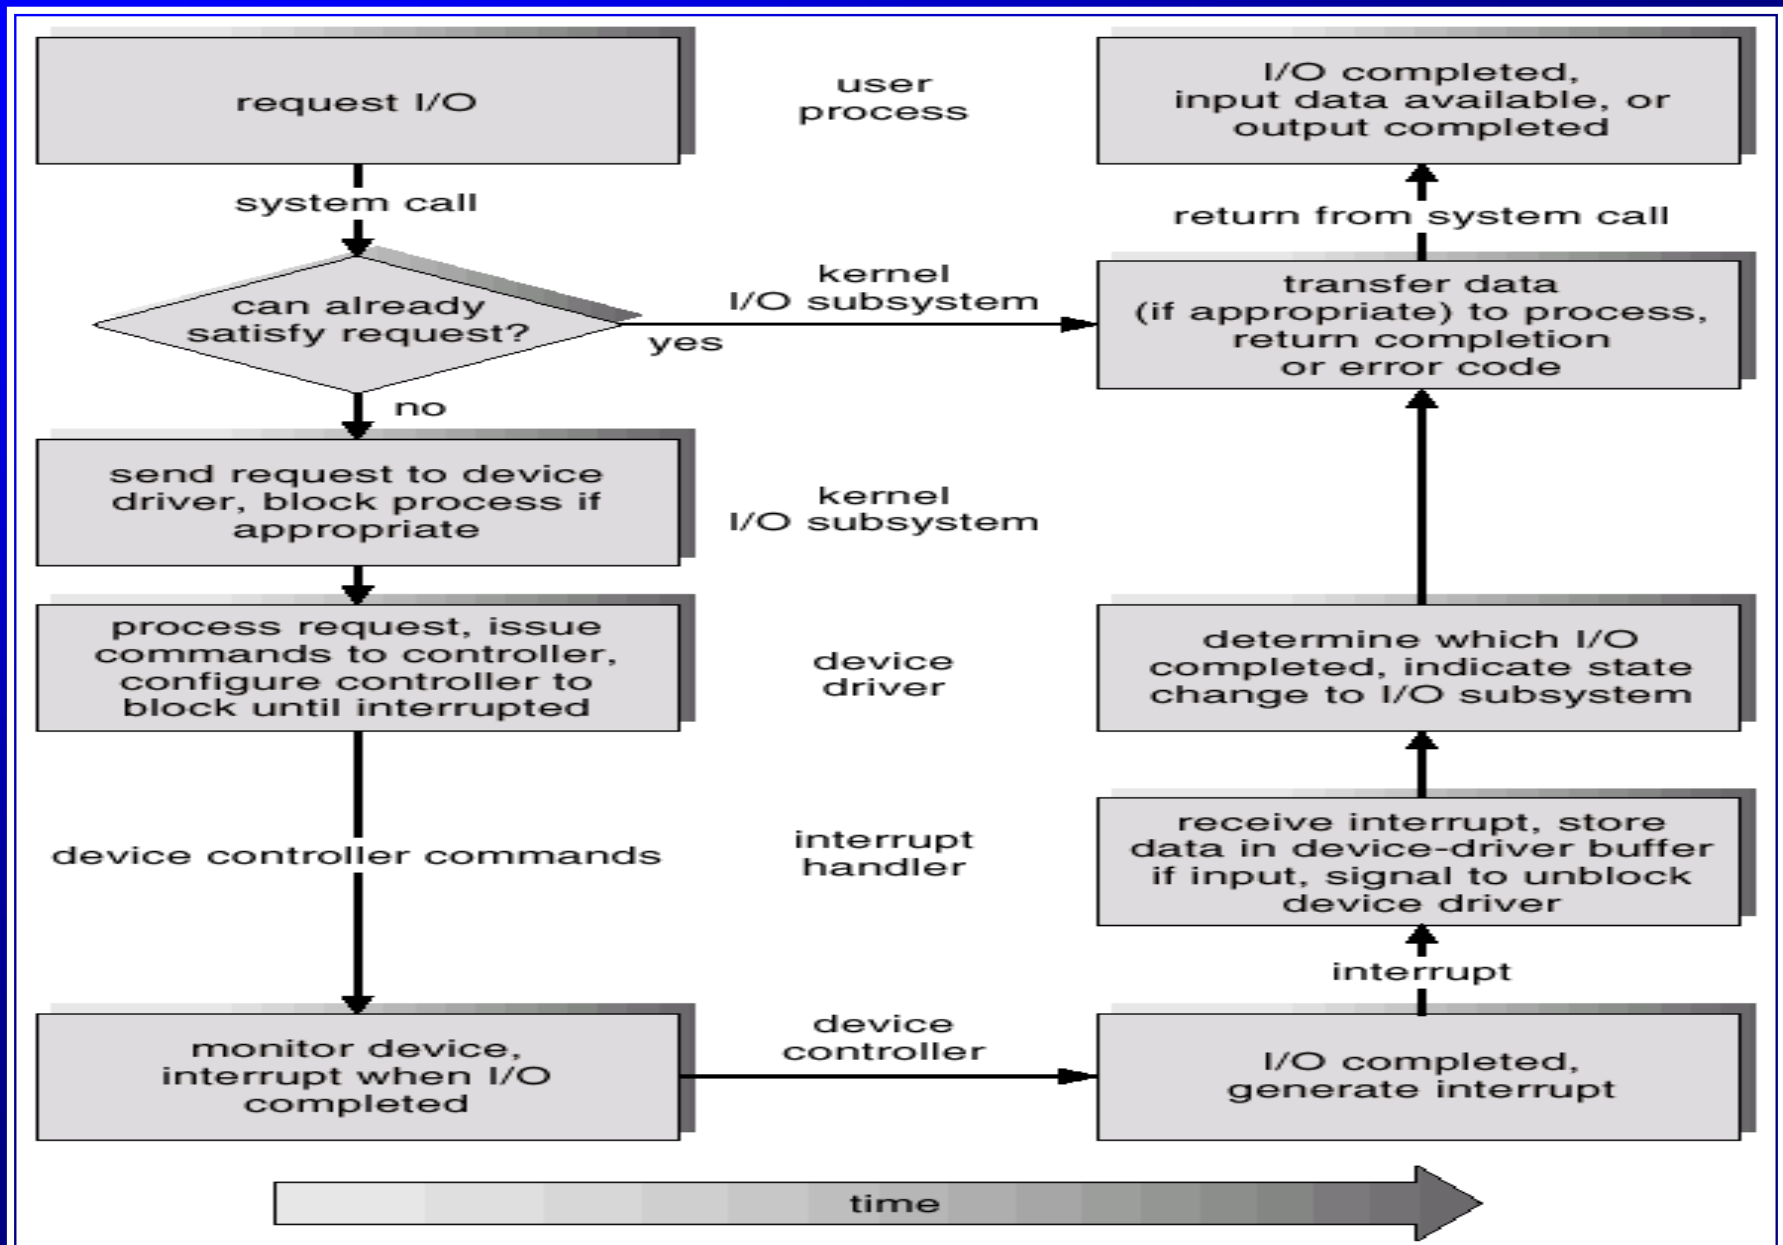 request I/O
user
process
I/O completed,
input data available, or
output completed
system call
return from system call
can already
satisfy request?
yes
no
kernel
I/O subsystem
transfer data
(if appropriate) to process,
return completion
or error code
send request to device
driver, block process if
appropriate
kernel
I/O subsystem
process request, issue
commands to controller,
configure controller to
block until interrupted
device
driver
determine which I/O
completed, indicate state
change to I/O subsystem
device controller commands
interrupt
handler
receive interrupt, store
data in device-driver buffer
if input, signal to unblock
device driver
interrupt
monitor device,
interrupt when I/O
completed
device
controller
I/O completed,
generate interrupt
time